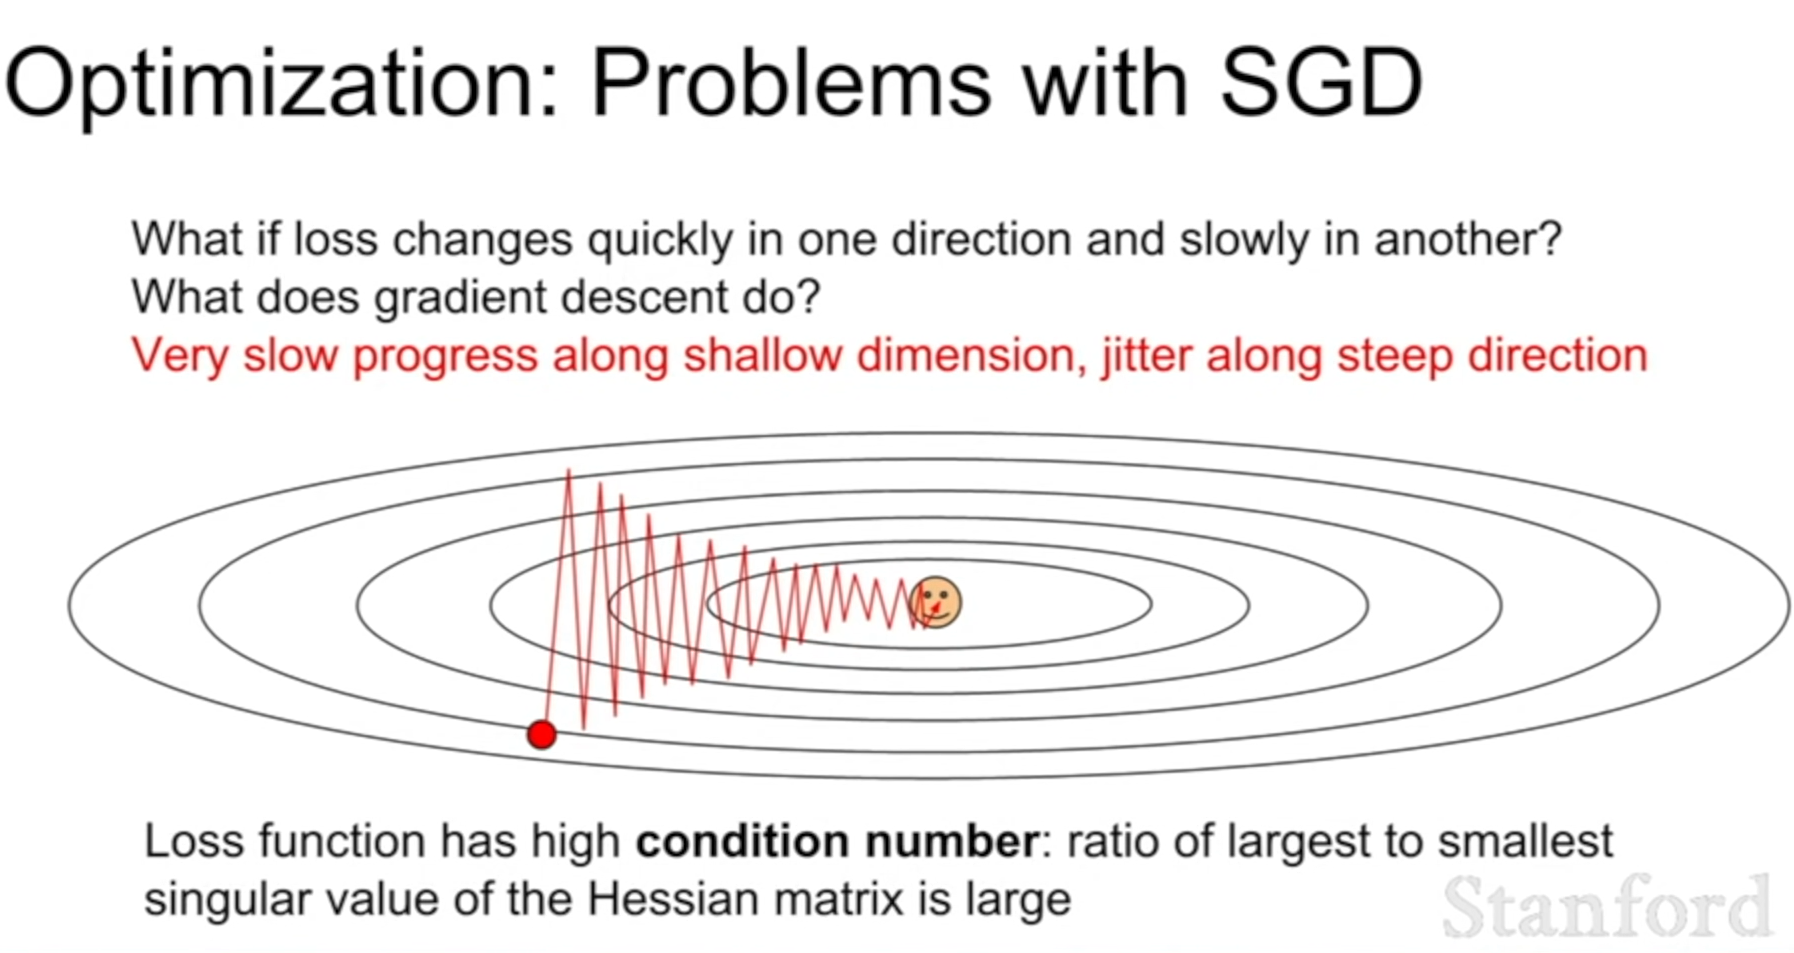 Optimization: Problems with SGD
What if loss changes quickly in one direction and slowly in another?
What does gradient descent do?
Very slow progress along shallow dimension, jitter along steep direction
Loss function has high condition number: ratio of largest to smallest
singular value of the Hessian matrix is large
Stanford